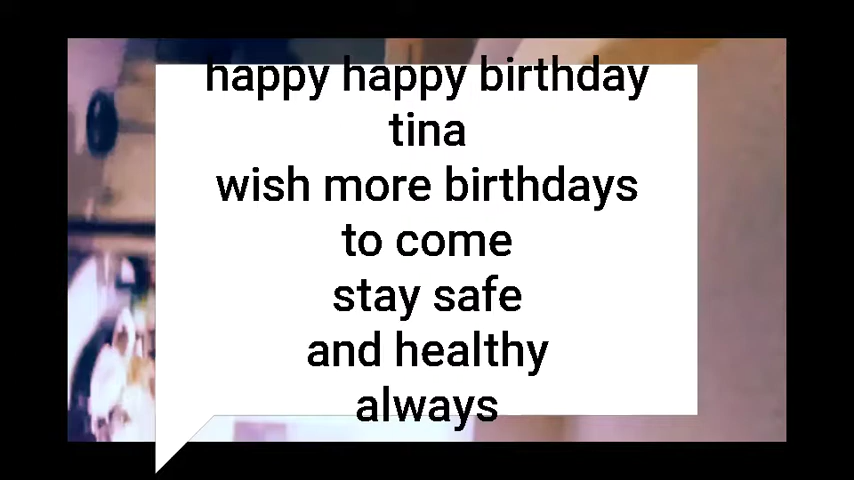 happy happy birthday
tina
wish more birthdays
to come
stay safe
and healthy
always